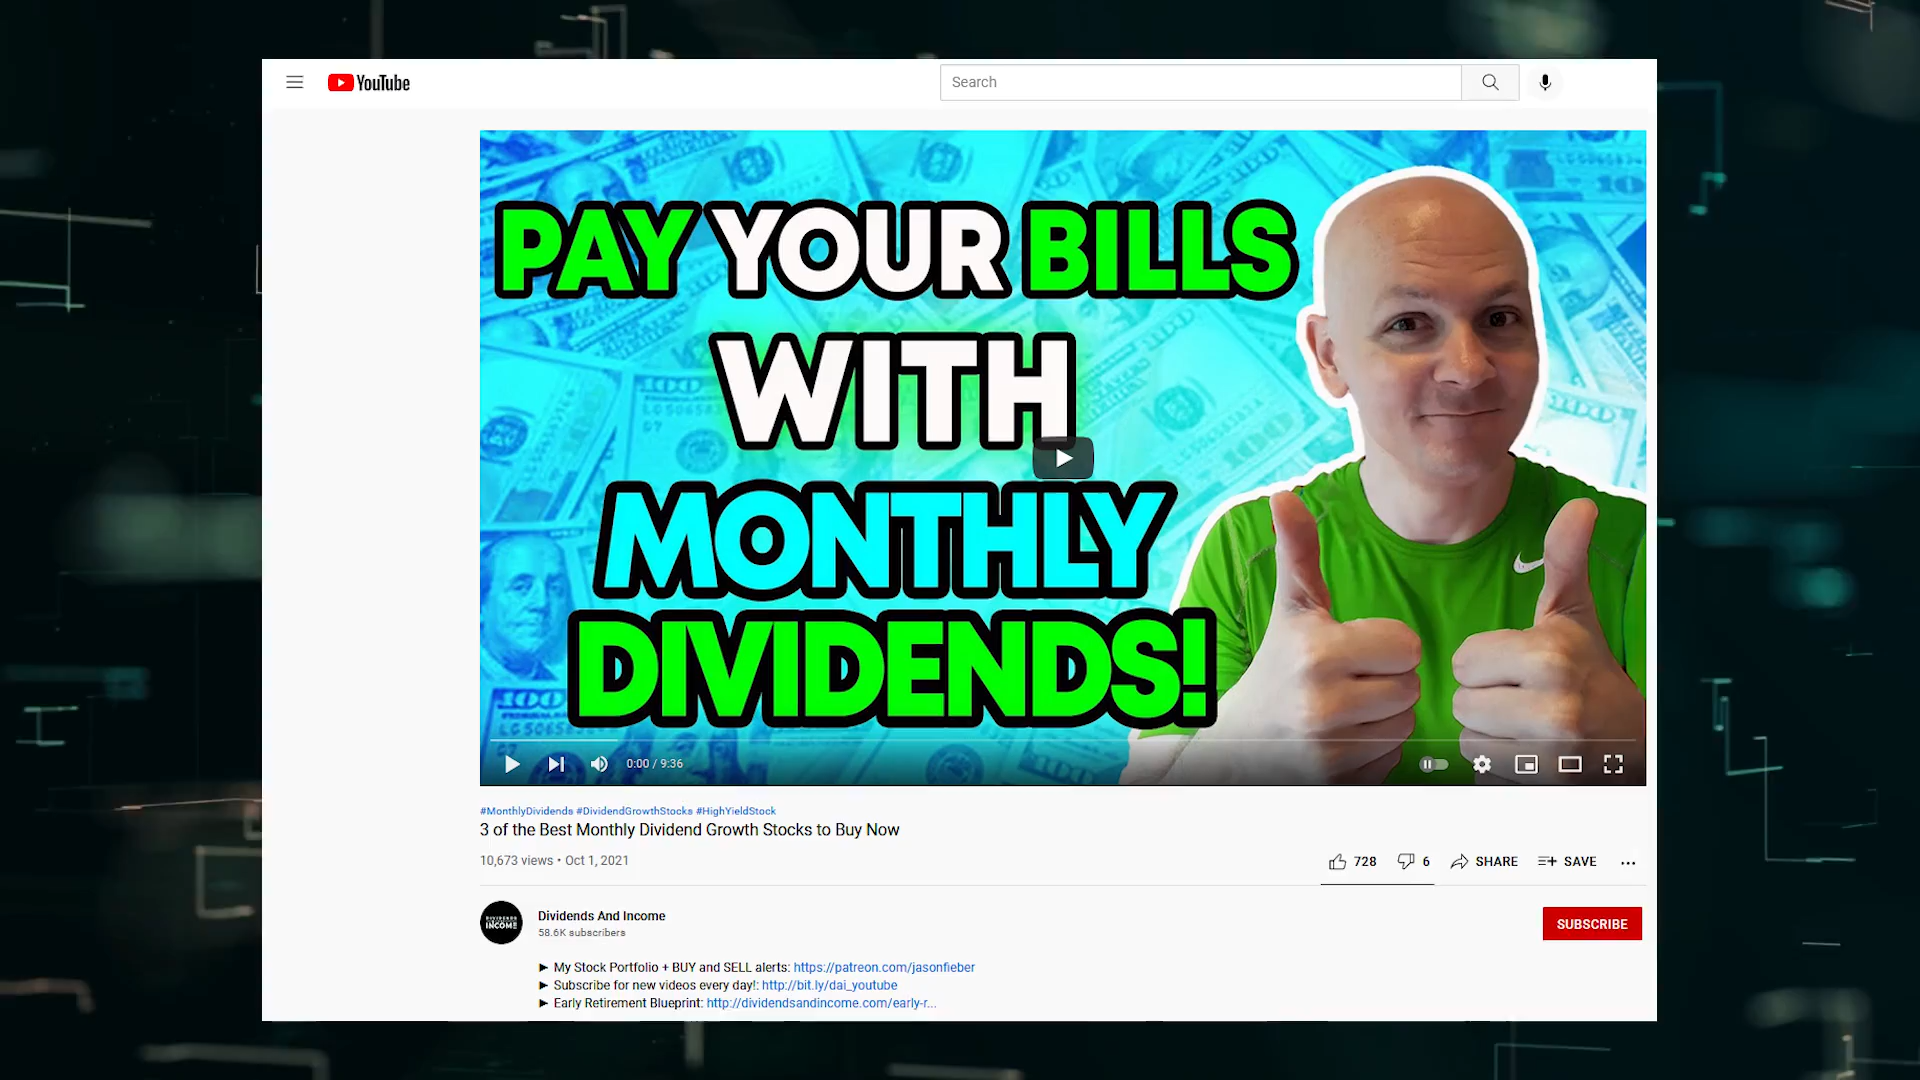 YouTube
Search
PAY YOUR BILLS
WITH
MONTHLY
DIVIDENDS!
0:00 / 9:36
#MonthlyDividends #DividendGrowthStocks #HighYieldStock
3 of the Best Monthly Dividend Growth Stocks to Buy Now
10,673 views • Oct 1, 2021
728
6
SHARE
SAVE
DIVIDENDS
INCOME
Dividends And Income
58.6K subscribers
SUBSCRIBE
► My Stock Portfolio + BUY and SELL alerts: https://patreon.com/jasonfieber
► Subscribe for new videos every day!: http://bit.ly/dai_youtube
► Early Retirement Blueprint: http://dividendsandincome.com/early-r...